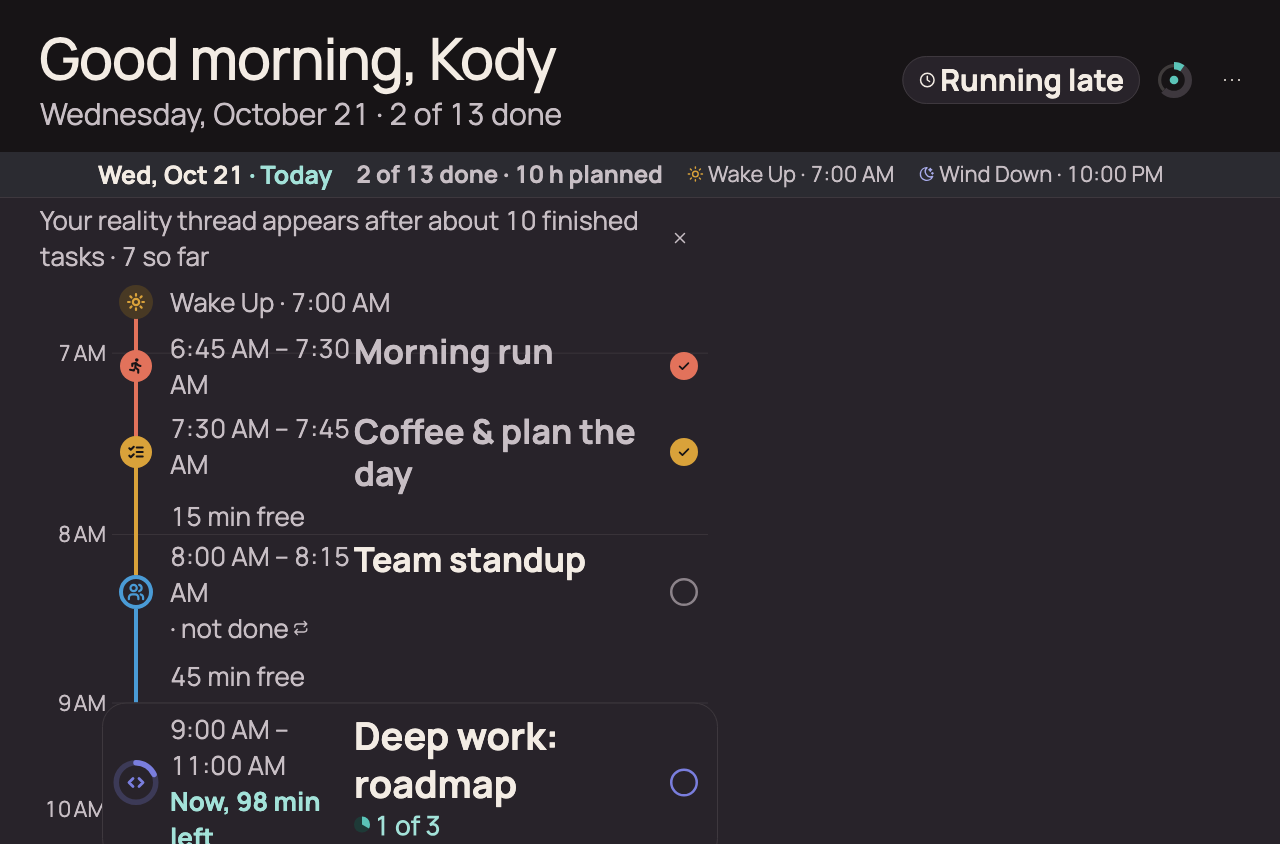 Good morning, Kody
Wednesday, October 21 · 2 of 13 done
Running late
Wed, Oct 21 · Today 2 of 13 done · 10 h planned Wake Up · 7:00 AM Wind Down · 10:00 PM
Your reality thread appears after about 10 finished
tasks · 7 so far
Wake Up · 7:00 AM
7 AM
6:45 AM – 7:30
AM
Morning run
7:30 AM – 7:45
AM
Coffee & plan the
day
15 min free
8 AM
8:00 AM – 8:15
AM
· not done
Team standup
45 min free
9 AM
9:00 AM –
11:00 AM
Now, 98 min
left
Deep work:
roadmap
1 of 3
10 AM